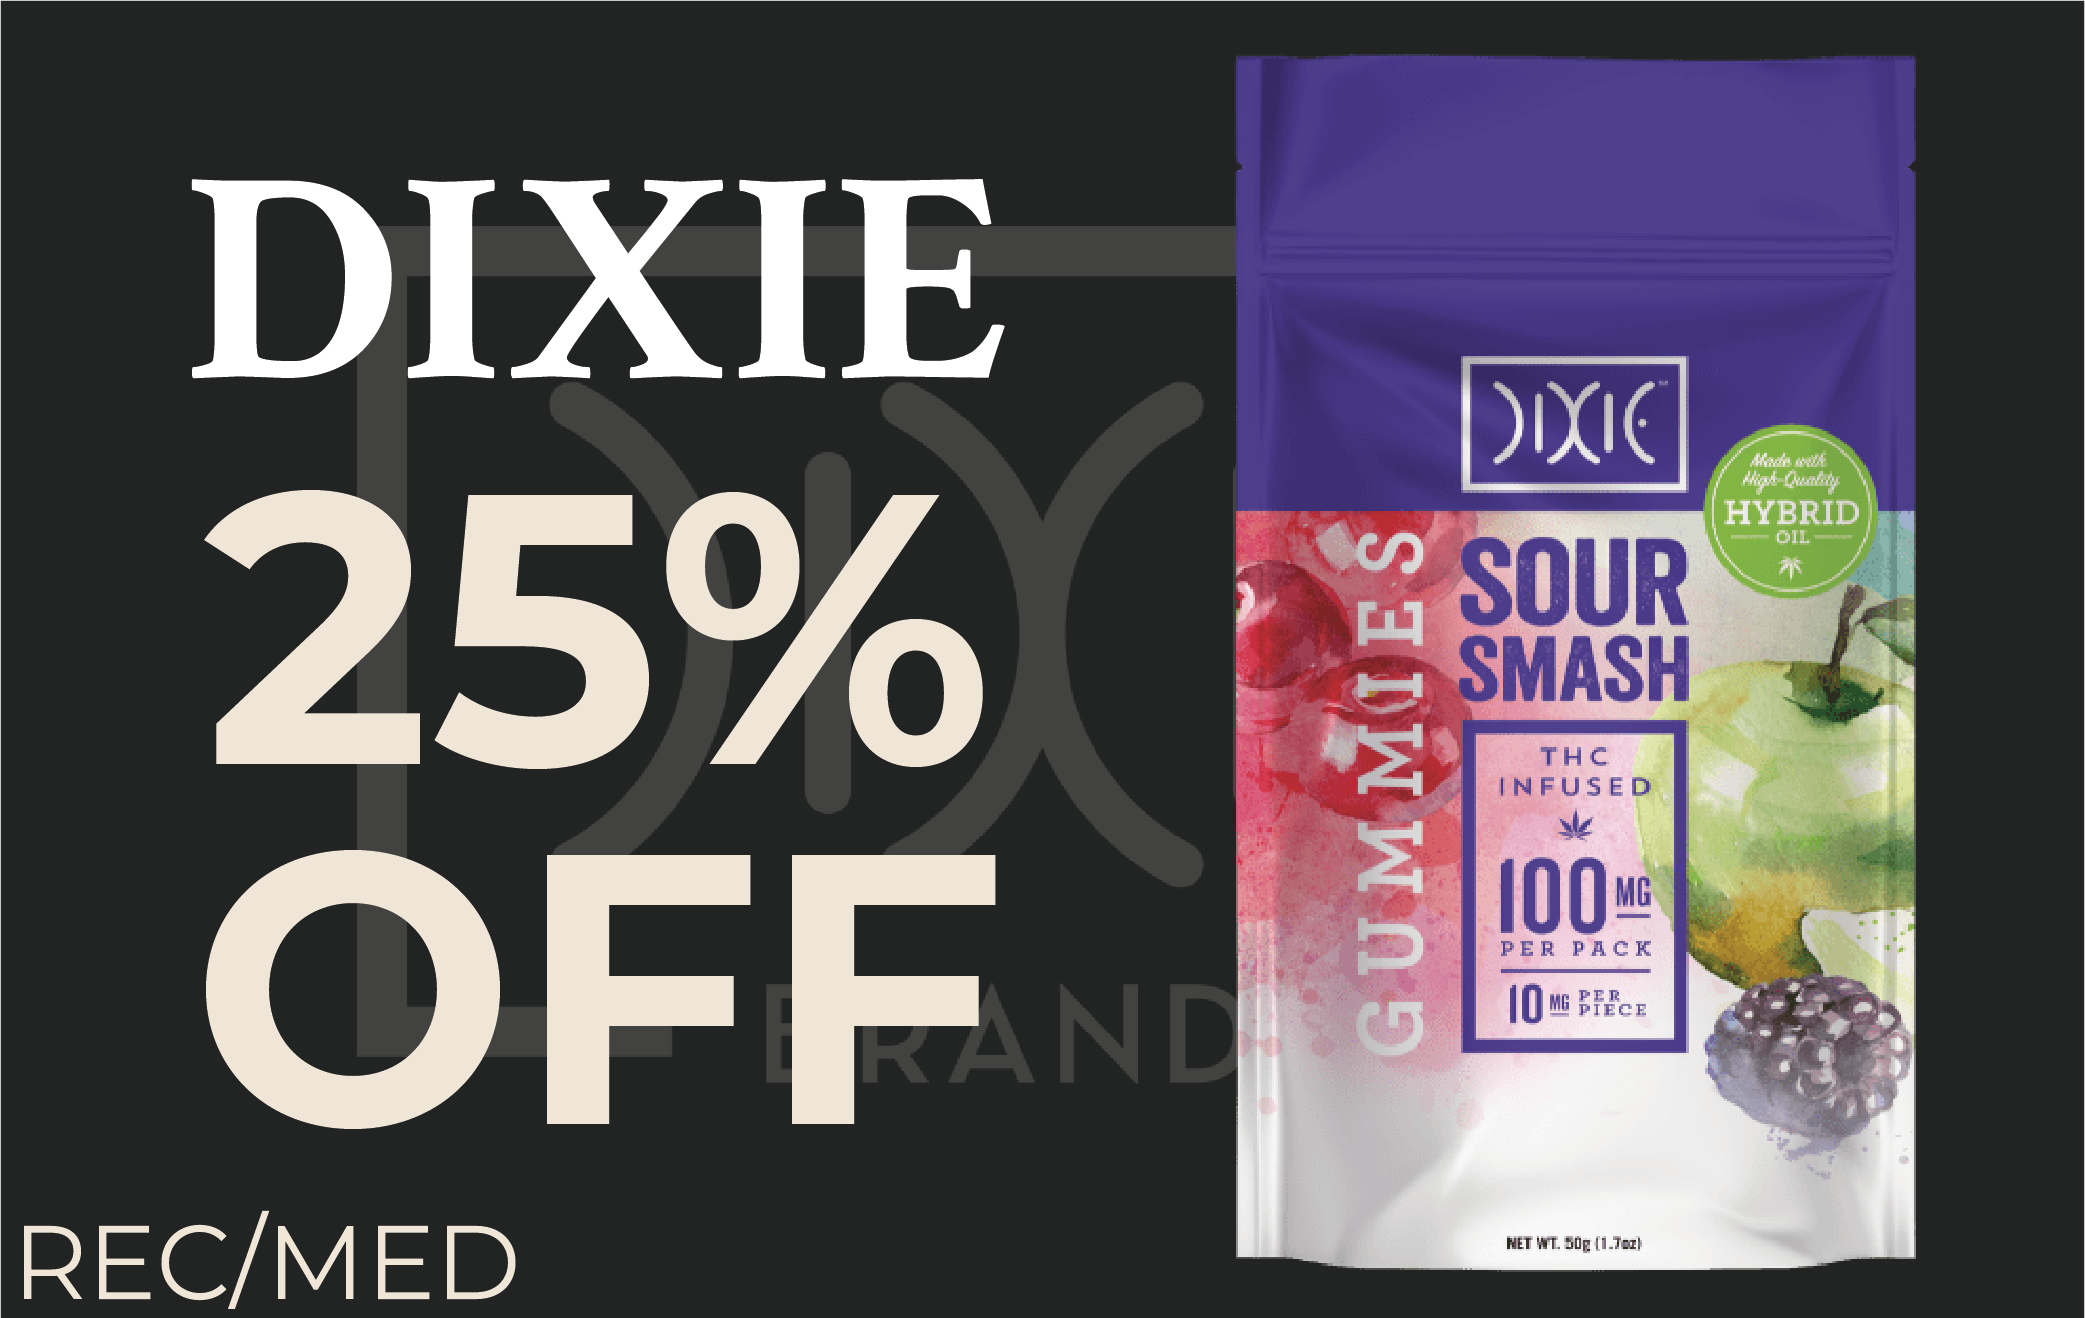 DIXIE
25%
OFF
REC/MED
BRAND
DIXIE™
Made with
High-Quality
HYBRID
OIL
GUMMIES
SOUR
SMASH
THC
INFUSED
100 MG
PER PACK
10 MG PER
PIECE
NET WT. 50g (1.7oz)